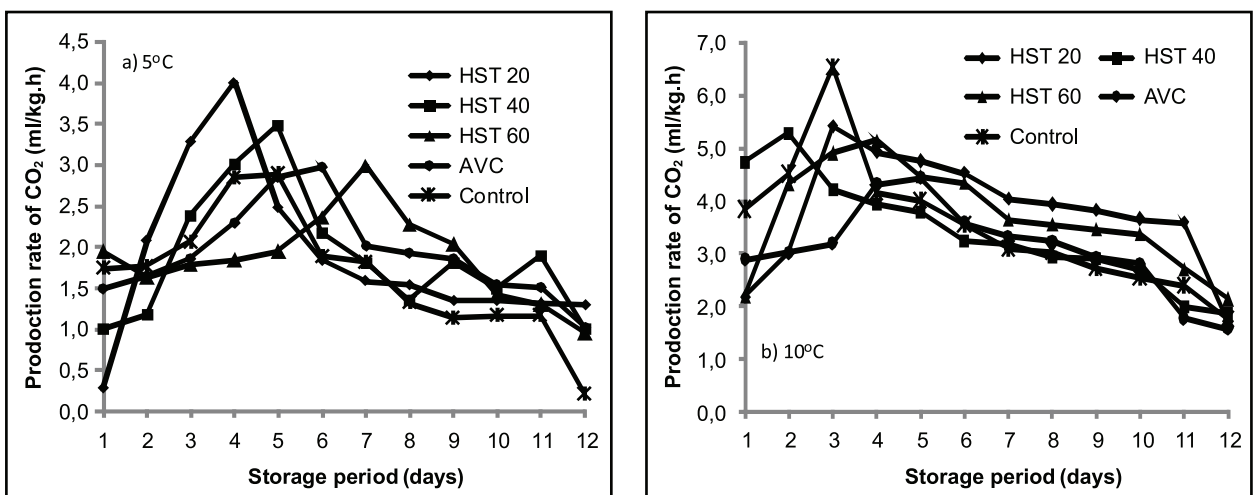 a) 5°C
Prodoction rate of CO₂ (ml/kg.h)
4,5
4,0
3,5
3,0
2,5
2,0
1,5
1,0
0,5
0,0
1 2 3 4 5 6 7 8 9 10 11 12
Storage period (days)
HST 20
HST 40
HST 60
AVC
Control
b) 10°C
Prodoction rate of CO₂ (ml/kg.h)
7,0
6,0
5,0
4,0
3,0
2,0
1,0
0,0
1 2 3 4 5 6 7 8 9 10 11 12
Storage period (days)
HST 20 HST 40
HST 60 AVC
Control